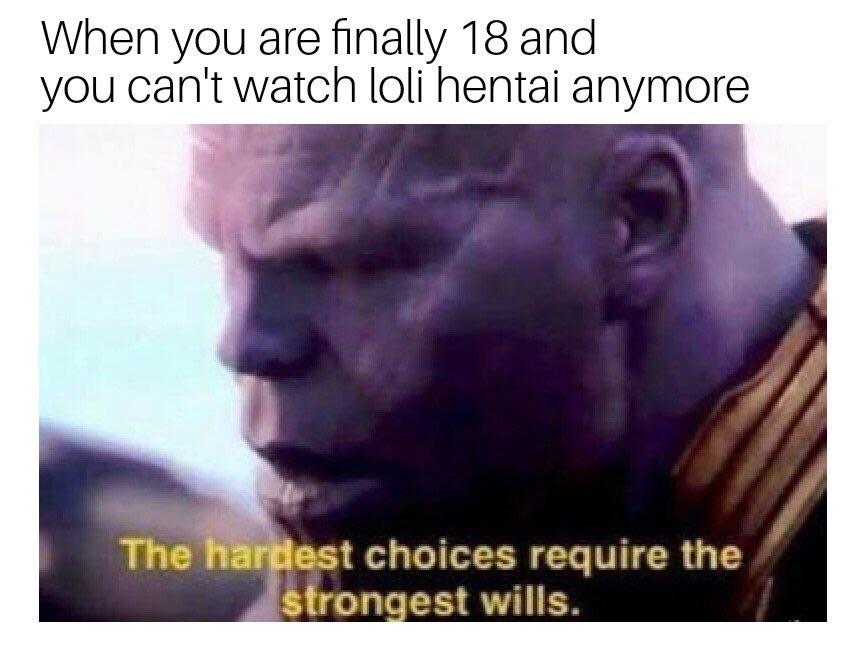 When you are finally 18 and
you can't watch loli hentai anymore
The hardest choices require the
strongest wills.